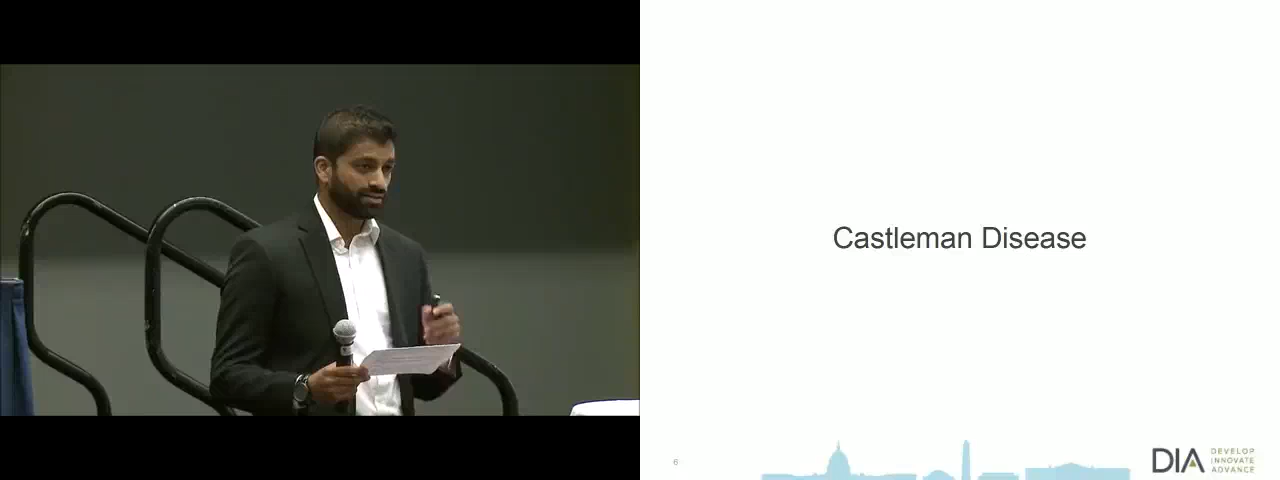 Castleman Disease
6
DIA
DEVELOP
INNOVATE
ADVANCE